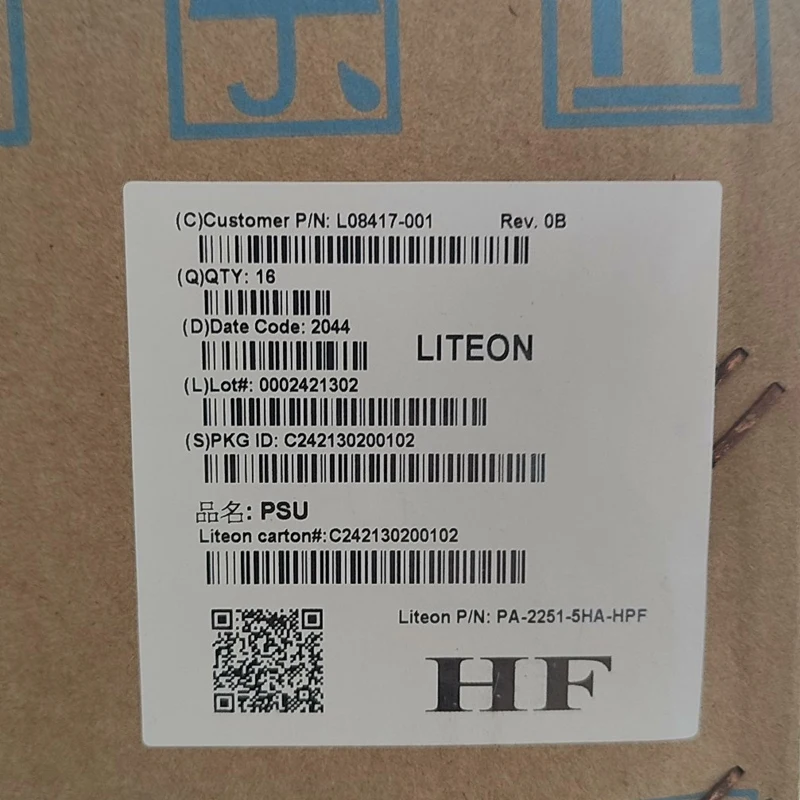 (C)Customer P/N: L08417-001 Rev. 0B
(Q)QTY: 16
(D)Date Code: 2044
LITEON
(L)Lot#: 0002421302
(S)PKG ID: C242130200102
品名: PSU
Liteon carton#:C242130200102
Liteon P/N: PA-2251-5HA-HPF
HF